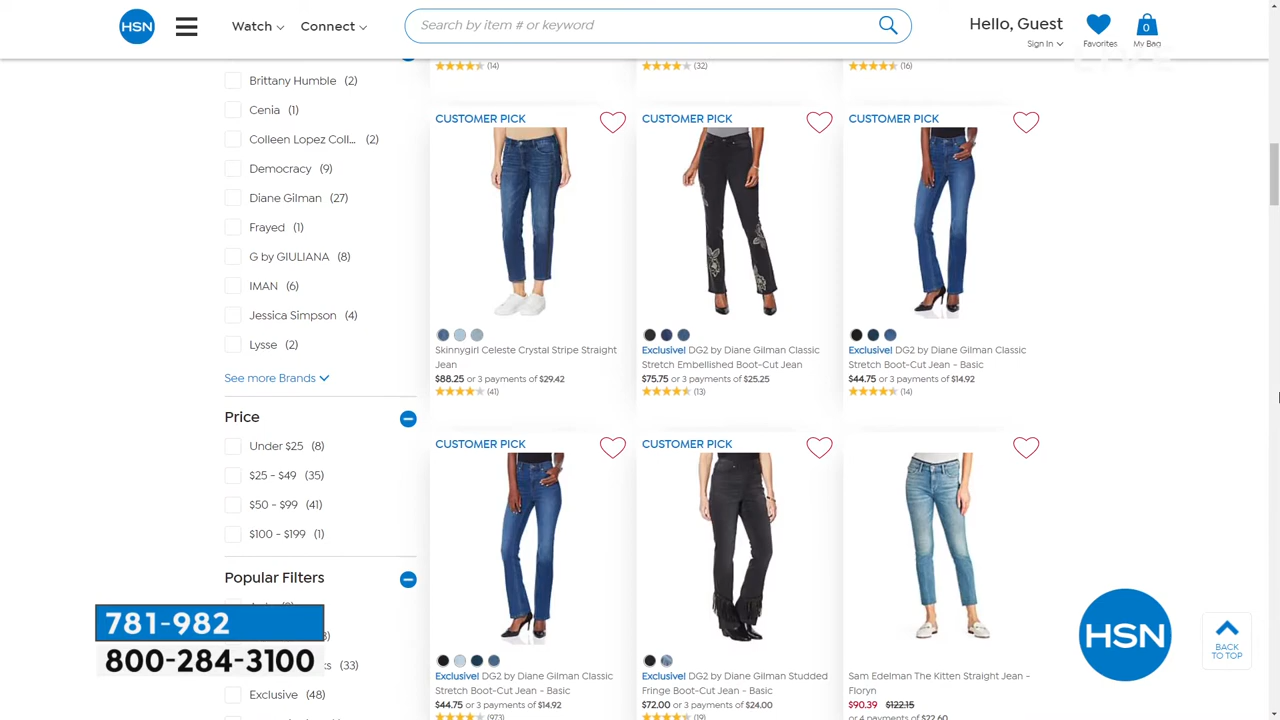 HSN
Watch
Connect
Search by item # or keyword
Hello, Guest
Sign In
Favorites
0
My Bag
(14)
(32)
(16)
Brittany Humble (2)
Cenia (1)
Colleen Lopez Coll... (2)
Democracy (9)
Diane Gilman (27)
Frayed (1)
G by GIULIANA (8)
IMAN (6)
Jessica Simpson (4)
Lysse (2)
See more Brands
Price
Under $25 (8)
$25 - $49 (35)
$50 - $99 (41)
$100 - $199 (1)
Popular Filters
(33)
Exclusive (48)
CUSTOMER PICK
Skinnygirl Celeste Crystal Stripe Straight
Jean
$88.25 or 3 payments of $29.42
(41)
CUSTOMER PICK
Exclusive! DG2 by Diane Gilman Classic
Stretch Embellished Boot-Cut Jean
$75.75 or 3 payments of $25.25
(13)
CUSTOMER PICK
Exclusive! DG2 by Diane Gilman Classic
Stretch Boot-Cut Jean - Basic
$44.75 or 3 payments of $14.92
(14)
CUSTOMER PICK
Exclusive! DG2 by Diane Gilman Classic
Stretch Boot-Cut Jean - Basic
$44.75 or 3 payments of $14.92
(973)
CUSTOMER PICK
Exclusive! DG2 by Diane Gilman Studded
Fringe Boot-Cut Jean - Basic
$72.00 or 3 payments of $24.00
(19)
Sam Edelman The Kitten Straight Jean -
Floryn
$90.39 $122.15
or 4 payments of $22.60
781-982
800-284-3100
HSN
BACK
TO TOP